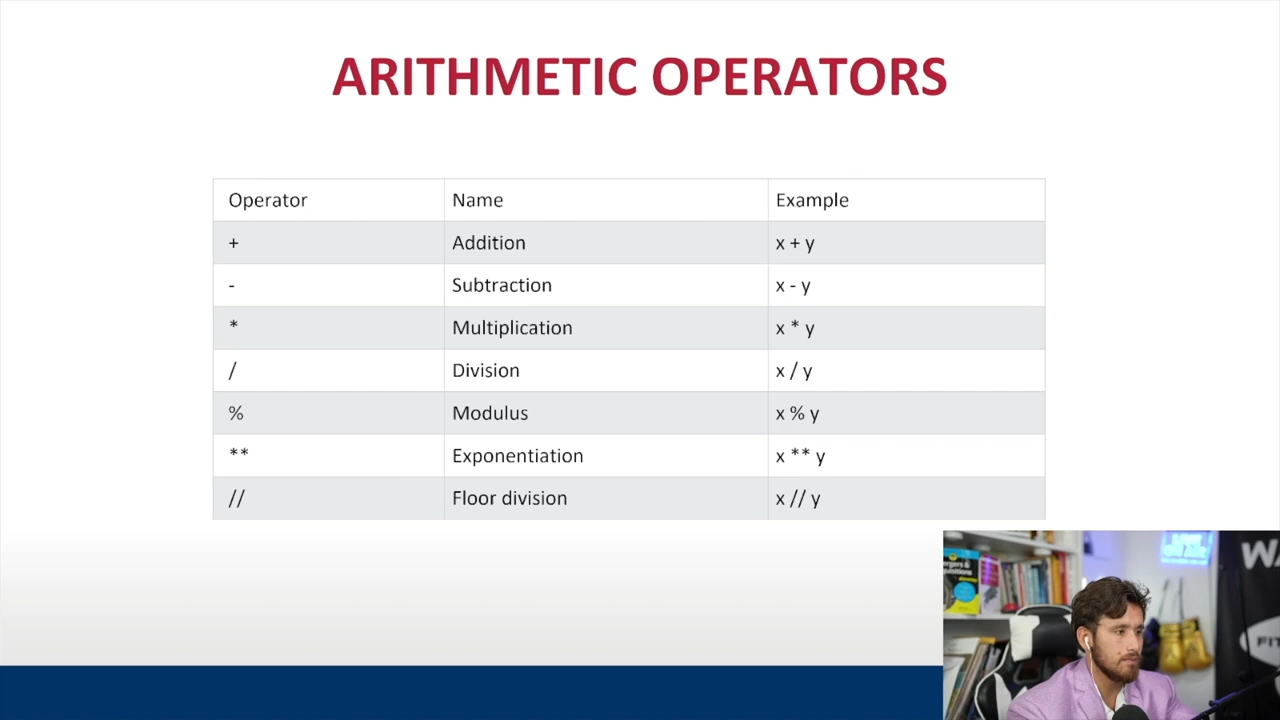 ARITHMETIC OPERATORS
Operator Name Example
+ Addition x + y
- Subtraction x - y
* Multiplication x * y
/ Division x / y
% Modulus x % y
** Exponentiation x ** y
// Floor division x // y